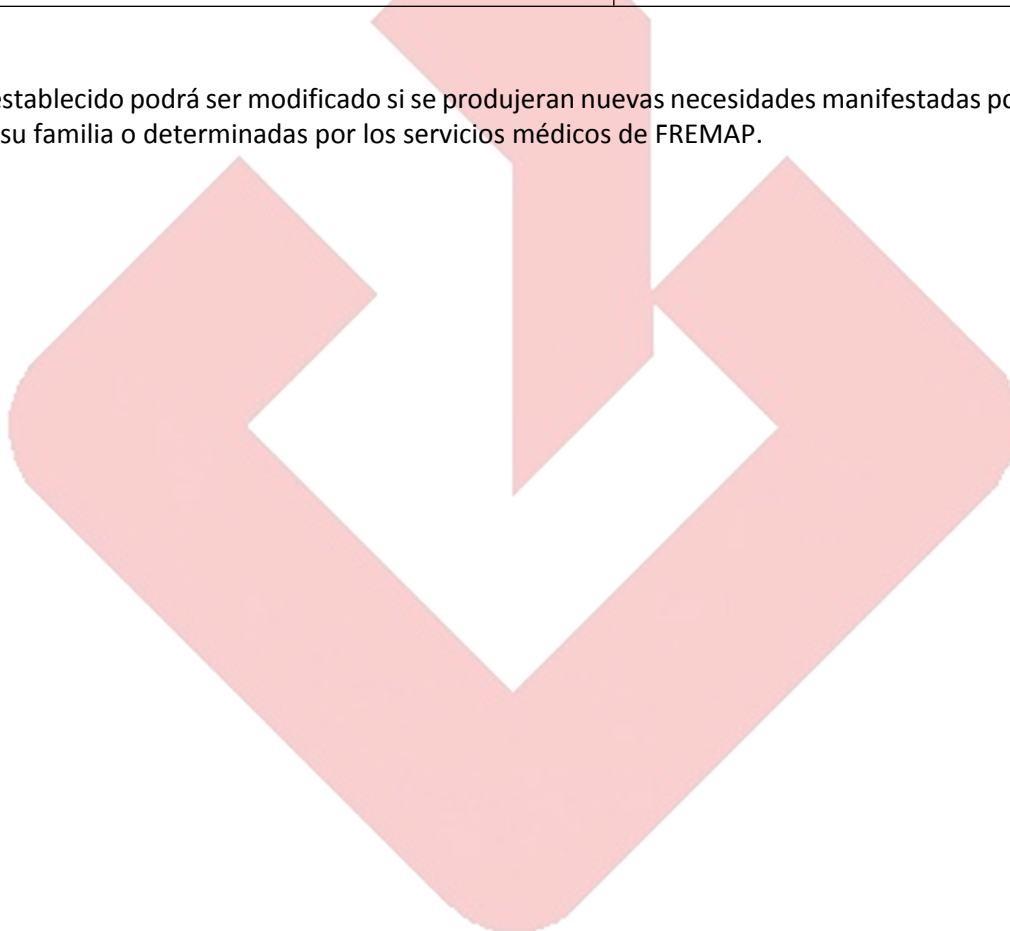 establecido podrá ser modificado si se produjeran nuevas necesidades manifestadas po
su familia o determinadas por los servicios médicos de FREMAP.